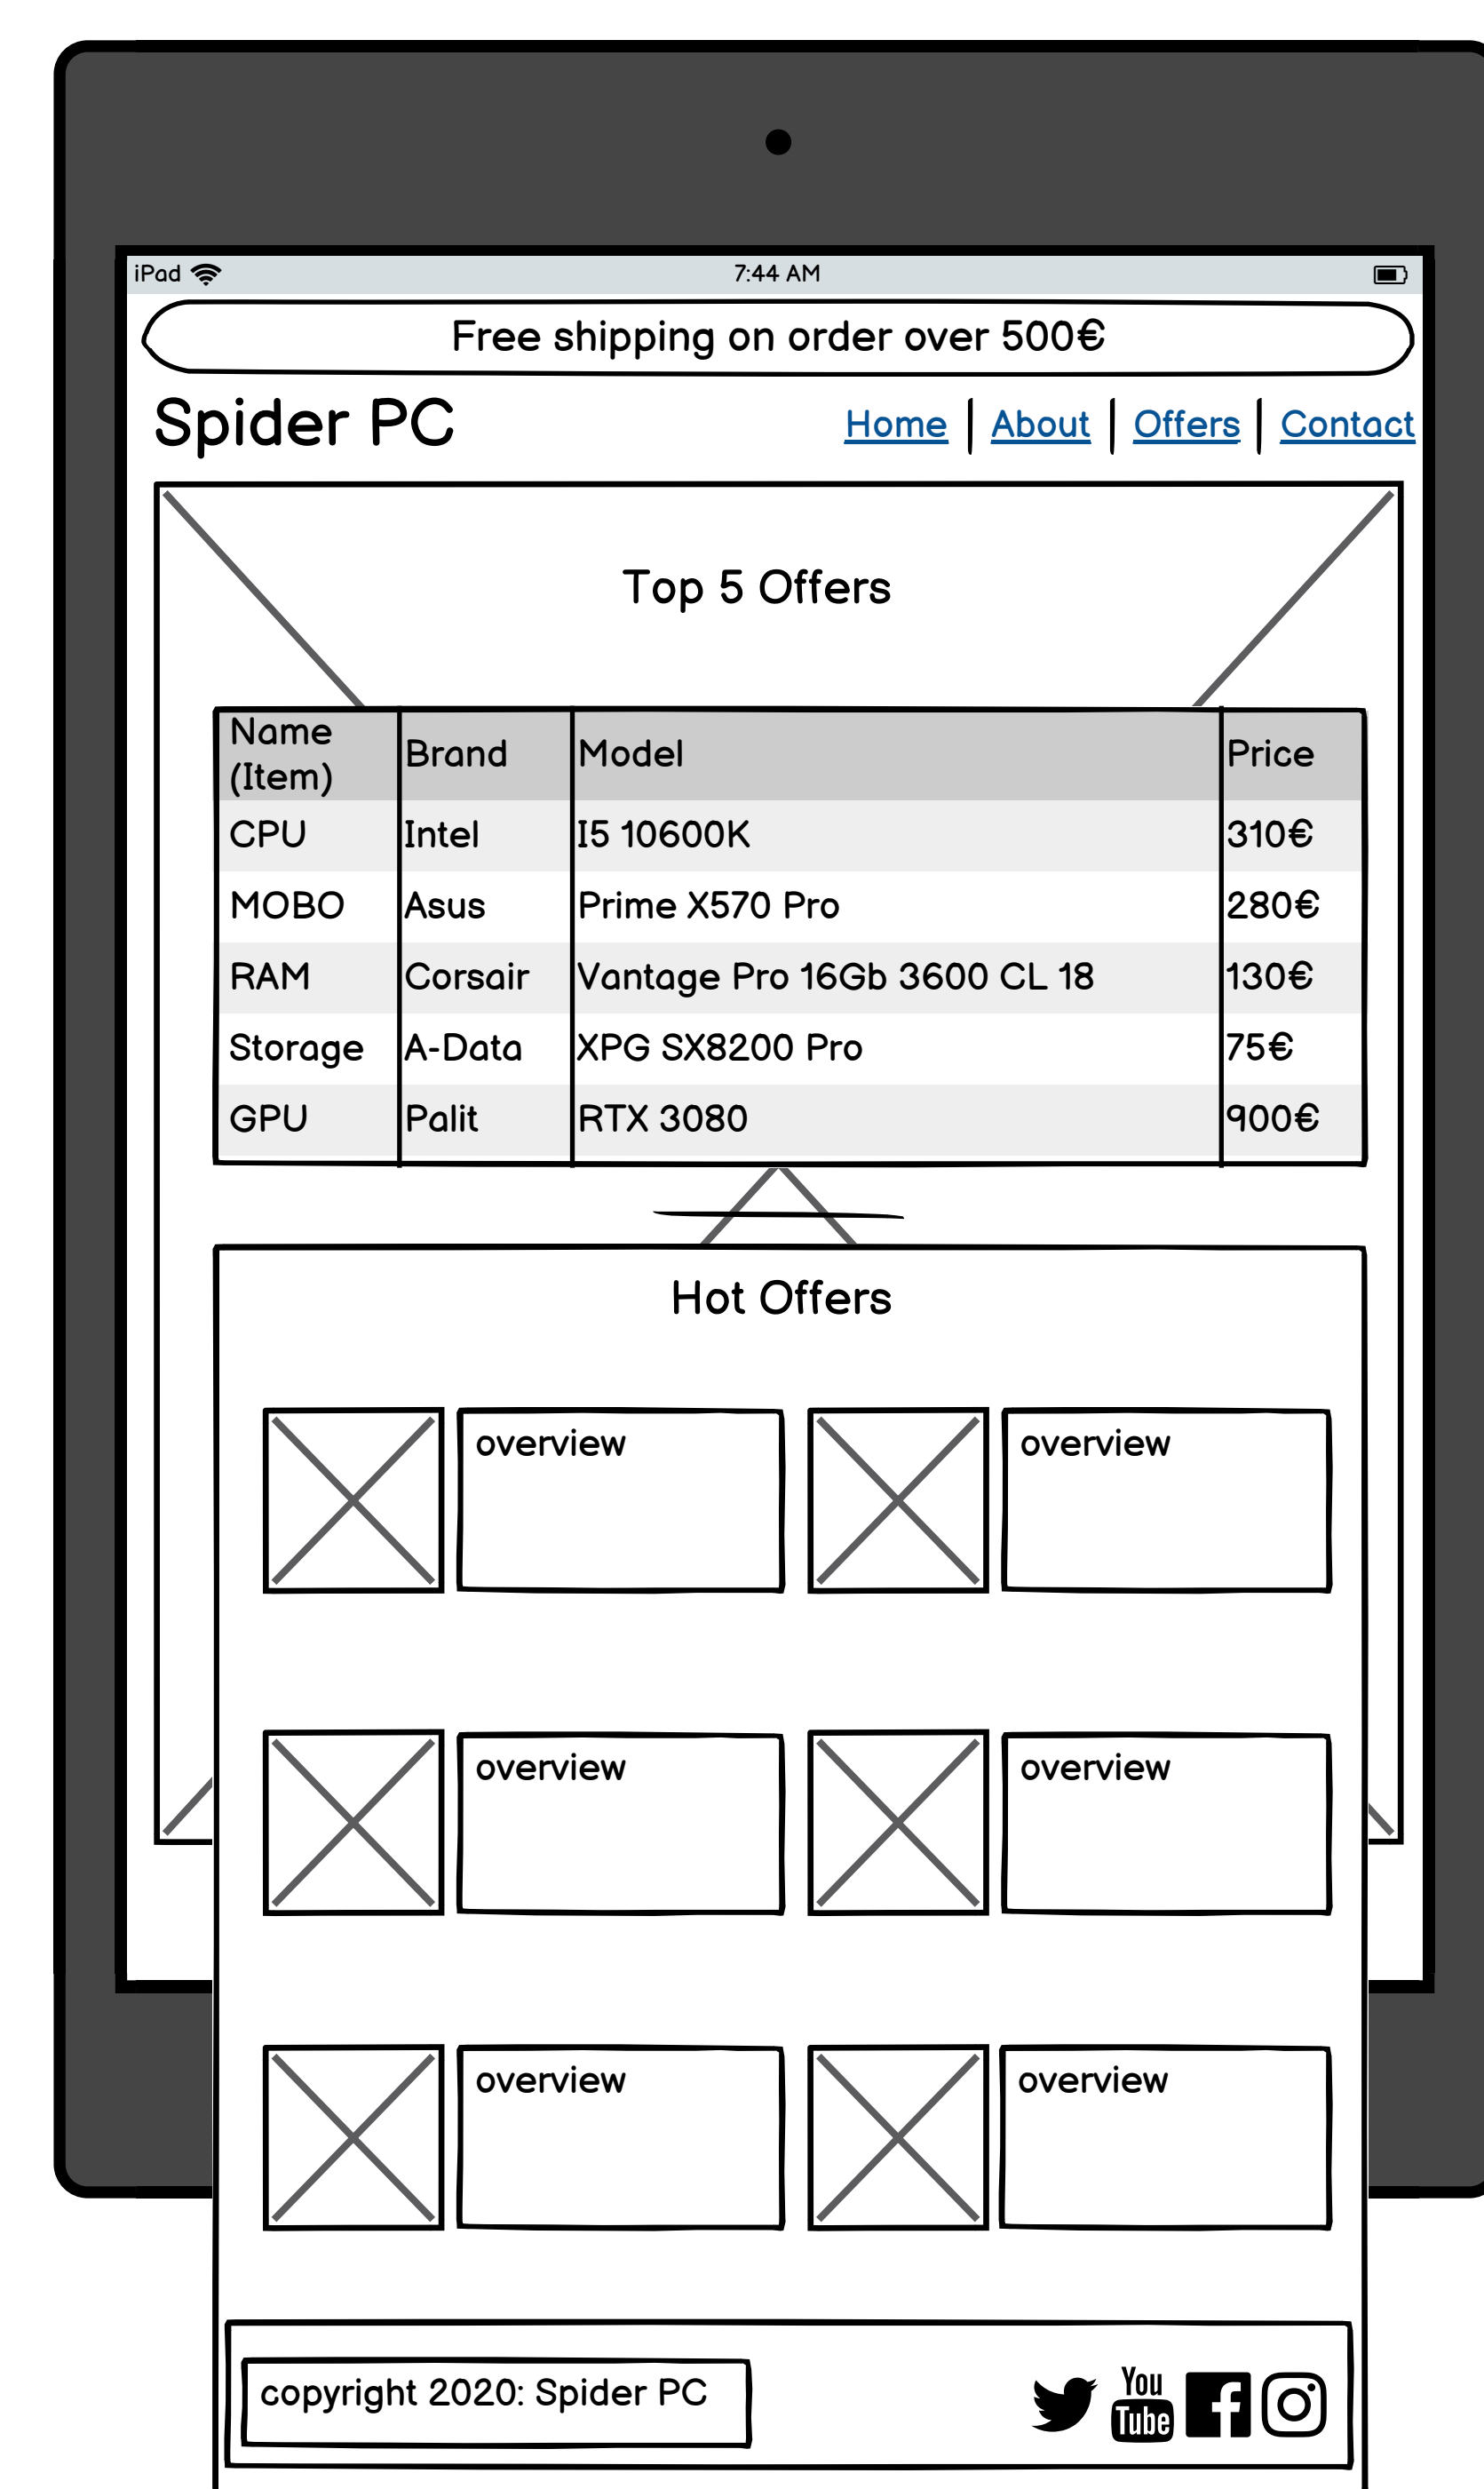 iPad
7:44 AM
Free shipping on order over 500€
Spider PC
Home | About | Offers | Contact
Top 5 Offers
Name
(Item)
Brand
Model
Price
CPU Intel I5 10600K 310€
MOBO Asus Prime X570 Pro 280€
RAM Corsair Vantage Pro 16Gb 3600 CL 18 130€
Storage A-Data XPG SX8200 Pro 75€
GPU Palit RTX 3080 900€
Hot Offers
overview overview
overview overview
overview overview
copyright 2020: Spider PC
You
Tube